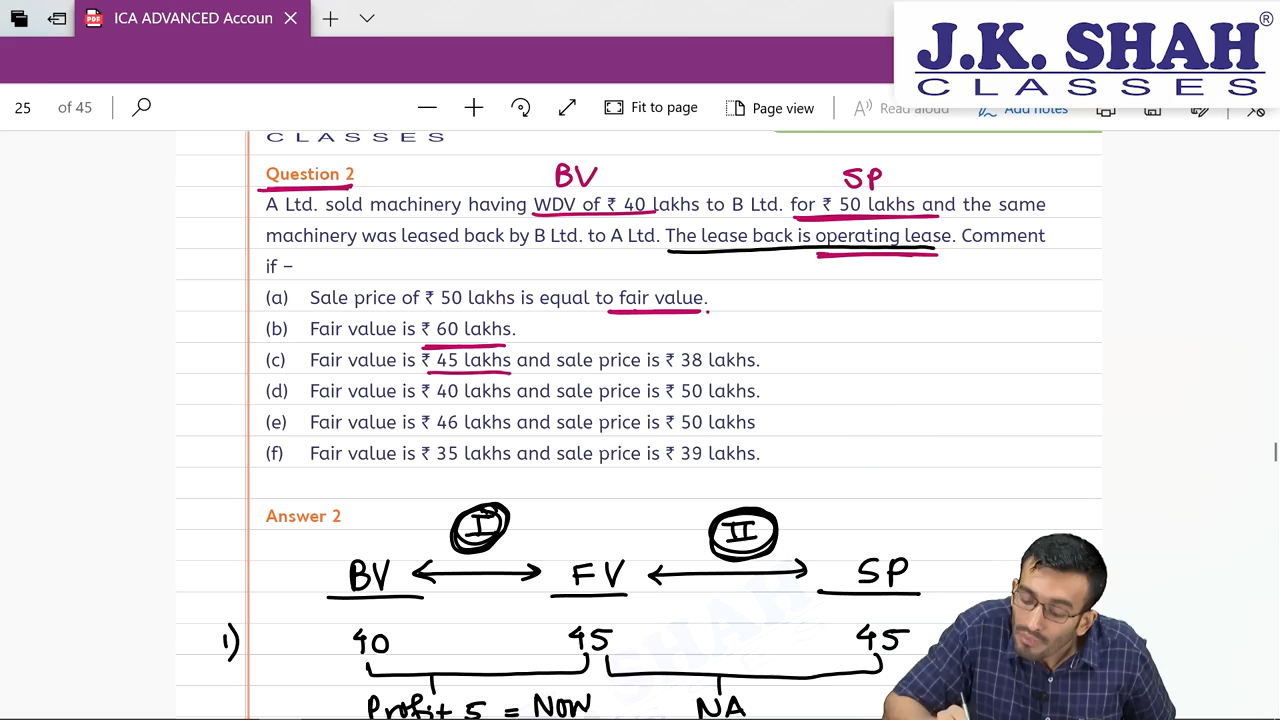 ICA ADVANCED Accoun
J.K. SHAH®
CLASSES
25 of 45
Fit to page
Page view
Read aloud
Add notes
CLASSES
Question 2
BV
SP
A Ltd. sold machinery having WDV of ₹ 40 lakhs to B Ltd. for ₹ 50 lakhs and the same
machinery was leased back by B Ltd. to A Ltd. The lease back is operating lease. Comment
if –
(a) Sale price of ₹ 50 lakhs is equal to fair value.
(b) Fair value is ₹ 60 lakhs.
(c) Fair value is ₹ 45 lakhs and sale price is ₹ 38 lakhs.
(d) Fair value is ₹ 40 lakhs and sale price is ₹ 50 lakhs.
(e) Fair value is ₹ 46 lakhs and sale price is ₹ 50 lakhs
(f) Fair value is ₹ 35 lakhs and sale price is ₹ 39 lakhs.
Answer 2
I II
BV FV SP
1) 40 45 45
Profit 5 = Now NA